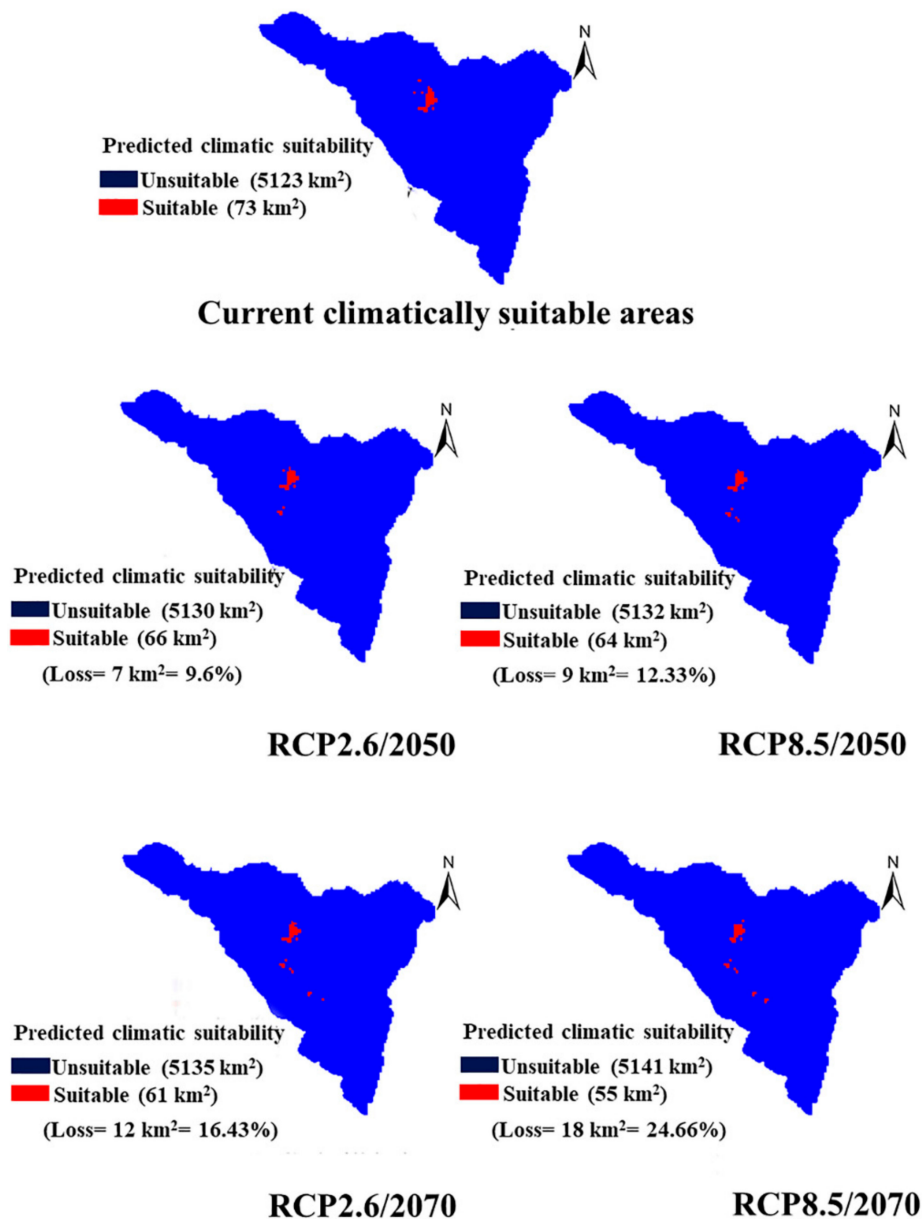 N
Predicted climatic suitability
Unsuitable (5123 km²)
Suitable (73 km²)
Current climatically suitable areas
N
Predicted climatic suitability
Unsuitable (5130 km²)
Suitable (66 km²)
(Loss= 7 km²= 9.6%)
RCP2.6/2050
N
Predicted climatic suitability
Unsuitable (5132 km²)
Suitable (64 km²)
(Loss= 9 km²= 12.33%)
RCP8.5/2050
N
Predicted climatic suitability
Unsuitable (5135 km²)
Suitable (61 km²)
(Loss= 12 km²= 16.43%)
RCP2.6/2070
N
Predicted climatic suitability
Unsuitable (5141 km²)
Suitable (55 km²)
(Loss= 18 km²= 24.66%)
RCP8.5/2070